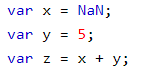 var x = NaN;
var y = 5;
var z = x + y;